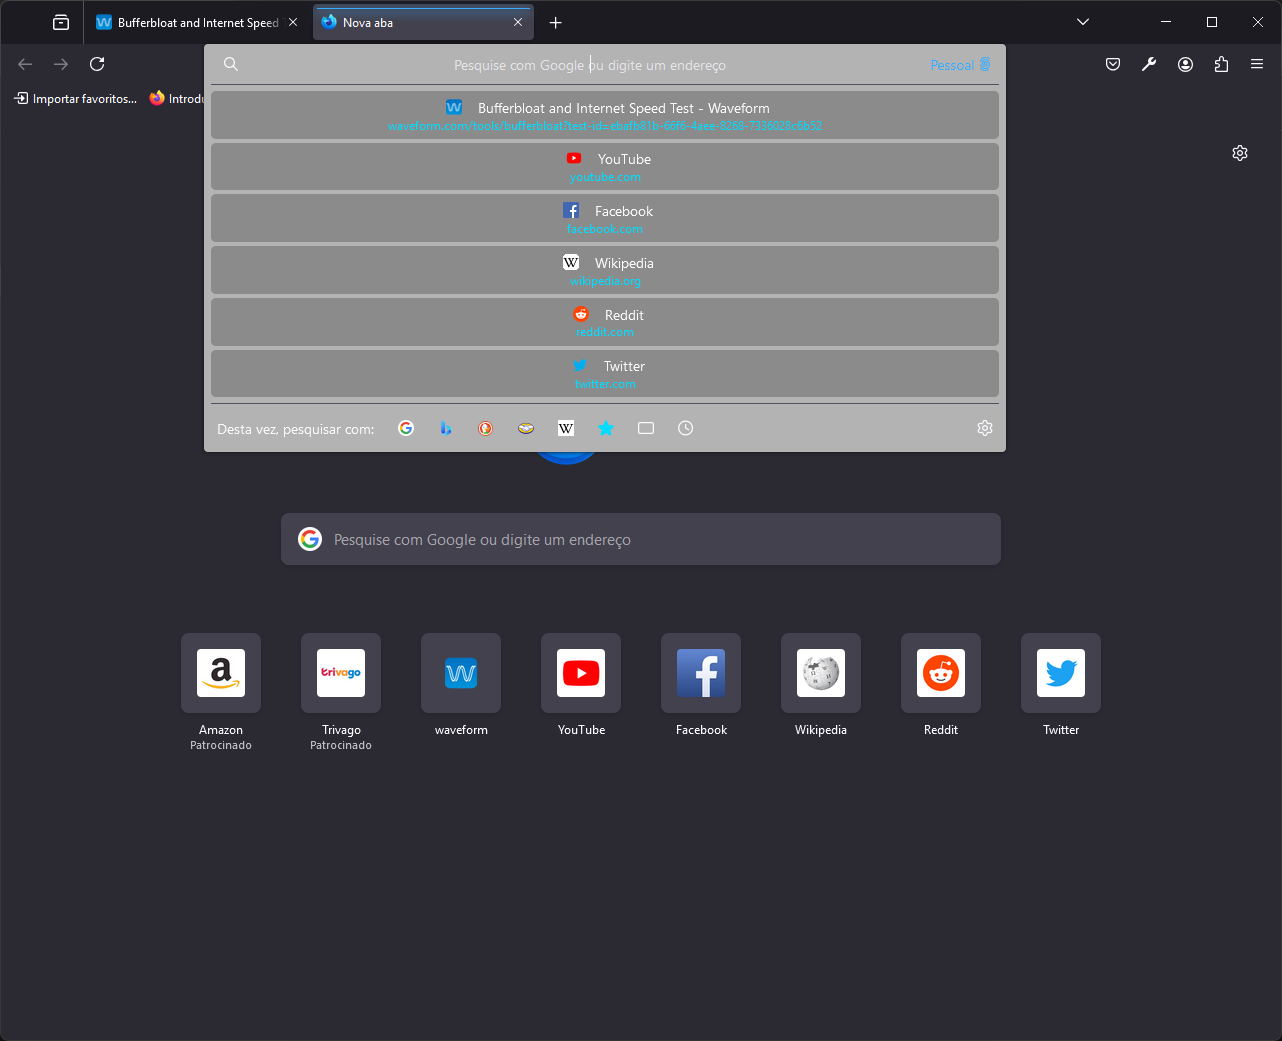 Bufferbloat and Internet Speed
Nova aba
Pesquise com Google ou digite um endereço
Pessoal
Importar favoritos...
Introdu
Bufferbloat and Internet Speed Test - Waveform
waveform.com/tools/bufferbloat?test-id=ebafb81b-66f6-4aee-8268-7336028c6b52
YouTube
youtube.com
Facebook
facebook.com
Wikipedia
wikipedia.org
Reddit
reddit.com
Twitter
twitter.com
Desta vez, pesquisar com:
Pesquise com Google ou digite um endereço
trivago
Amazon
Patrocinado
Trivago
Patrocinado
waveform
YouTube
Facebook
Wikipedia
Reddit
Twitter